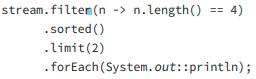 stream.filter(n -> n.length() == 4)
.sorted()
.limit(2)
.forEach(System.out::println);